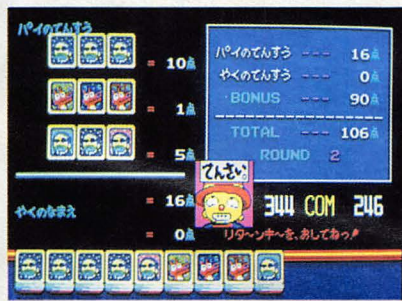 パイのてんすう
= 10点
= 1点
= 5点
= 16点
やくのなまえ
= 0点
パイのてんすう --- 16点
やくのてんすう --- 0点
BONUS --- 90点
TOTAL --- 106点
ROUND 2
てんさい
344 COM 246
リターンキーを、おしてねっ!